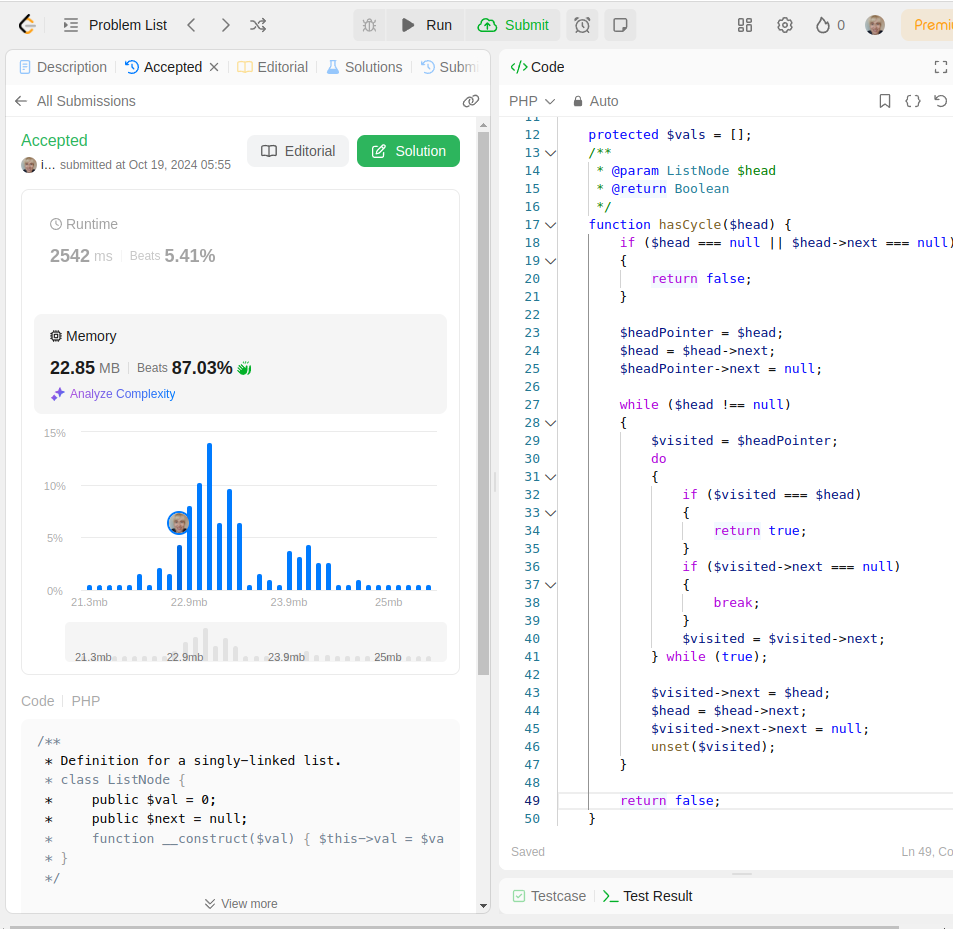 Problem List
Run
Submit
0
Premi
Description
Accepted
Editorial
Solutions
Subm
All Submissions
Accepted
i... submitted at Oct 19, 2024 05:55
Editorial
Solution
Runtime
2542 ms
Beats 5.41%
Memory
22.85 MB
Beats 87.03%
Analyze Complexity
15%
10%
5%
0%
21.3mb 22.9mb 23.9mb 25mb
21.3mb 22.9mb 23.9mb 25mb
Code PHP
/**
* Definition for a singly-linked list.
* class ListNode {
*     public $val = 0;
*     public $next = null;
*     function __construct($val) { $this->val = $va
* }
*/
View more
</> Code
PHP
Auto
11
12 protected $vals = [];
13 /**
14  * @param ListNode $head
15  * @return Boolean
16  */
17 function hasCycle($head) {
18     if ($head === null || $head->next === null)
19     {
20         return false;
21     }
22
23     $headPointer = $head;
24     $head = $head->next;
25     $headPointer->next = null;
26
27     while ($head !== null)
28     {
29         $visited = $headPointer;
30         do
31         {
32             if ($visited === $head)
33             {
34                 return true;
35             }
36             if ($visited->next === null)
37             {
38                 break;
39             }
40             $visited = $visited->next;
41         } while (true);
42
43         $visited->next = $head;
44         $head = $head->next;
45         $visited->next->next = null;
46         unset($visited);
47     }
48
49     return false;
50 }
Saved
Ln 49, Co
Testcase
Test Result